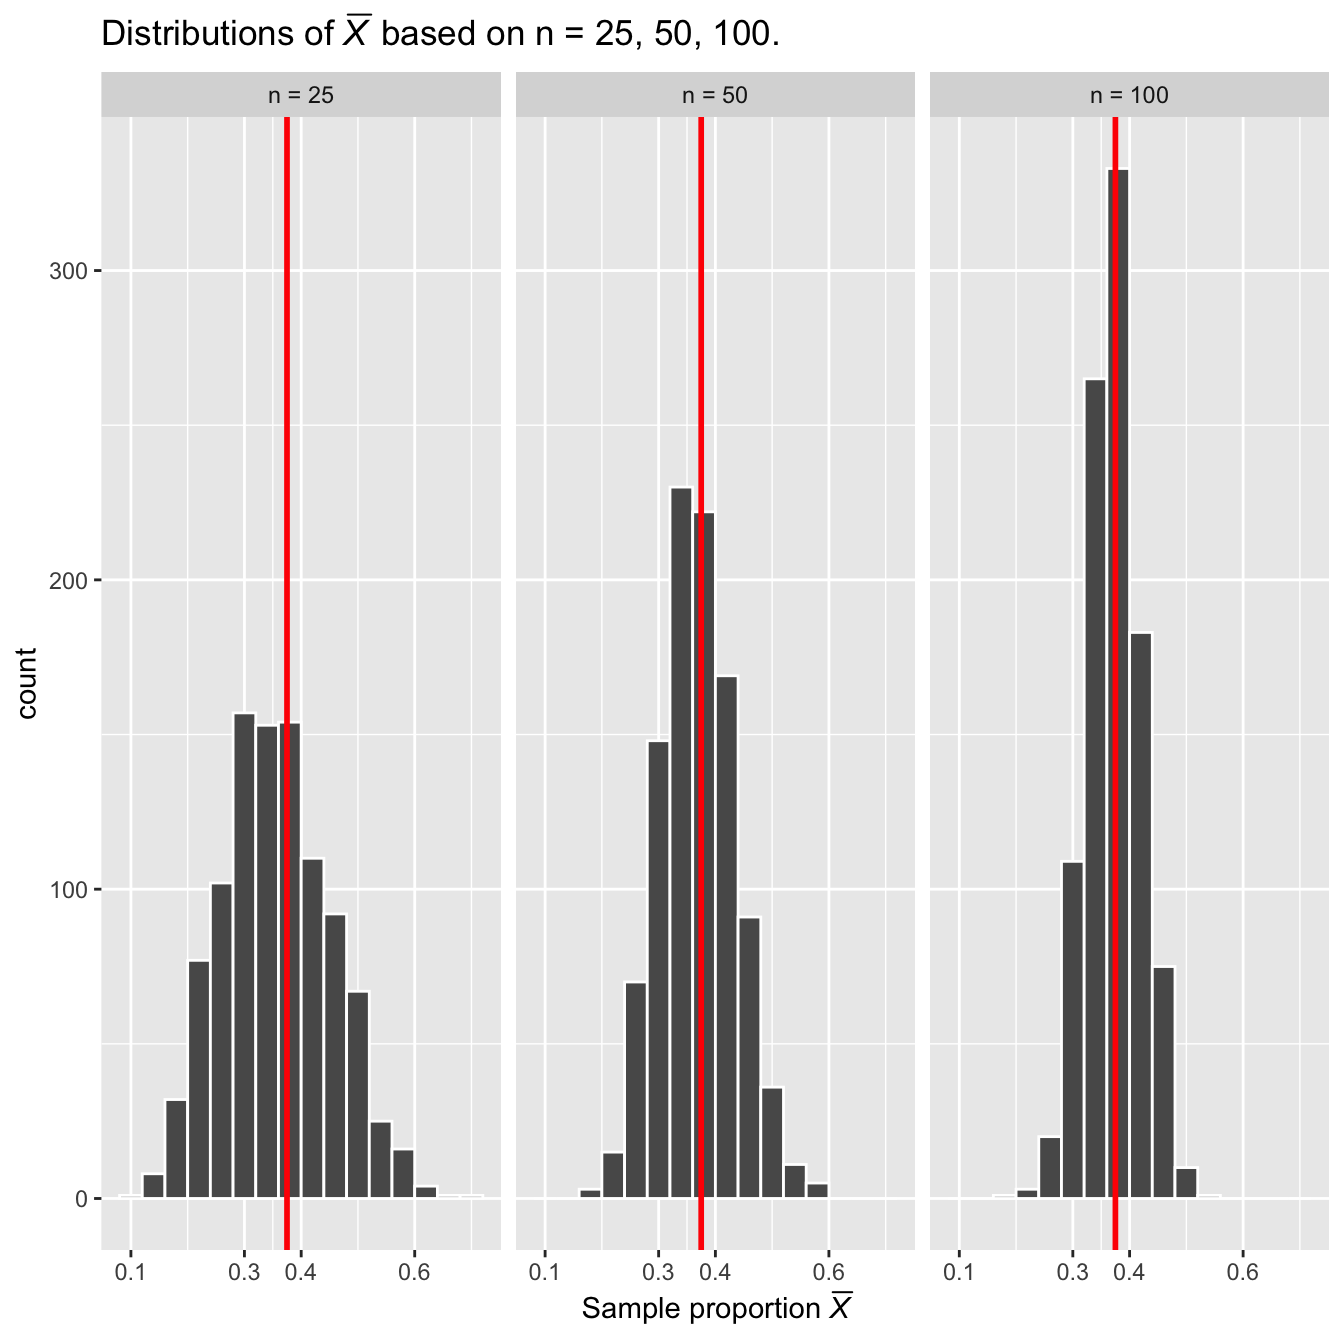 Distributions of X̅ based on n = 25, 50, 100.
n = 25
n = 50
n = 100
count
300
200
100
0
0.1 0.3 0.4 0.6
0.1 0.3 0.4 0.6
0.1 0.3 0.4 0.6
Sample proportion X̅